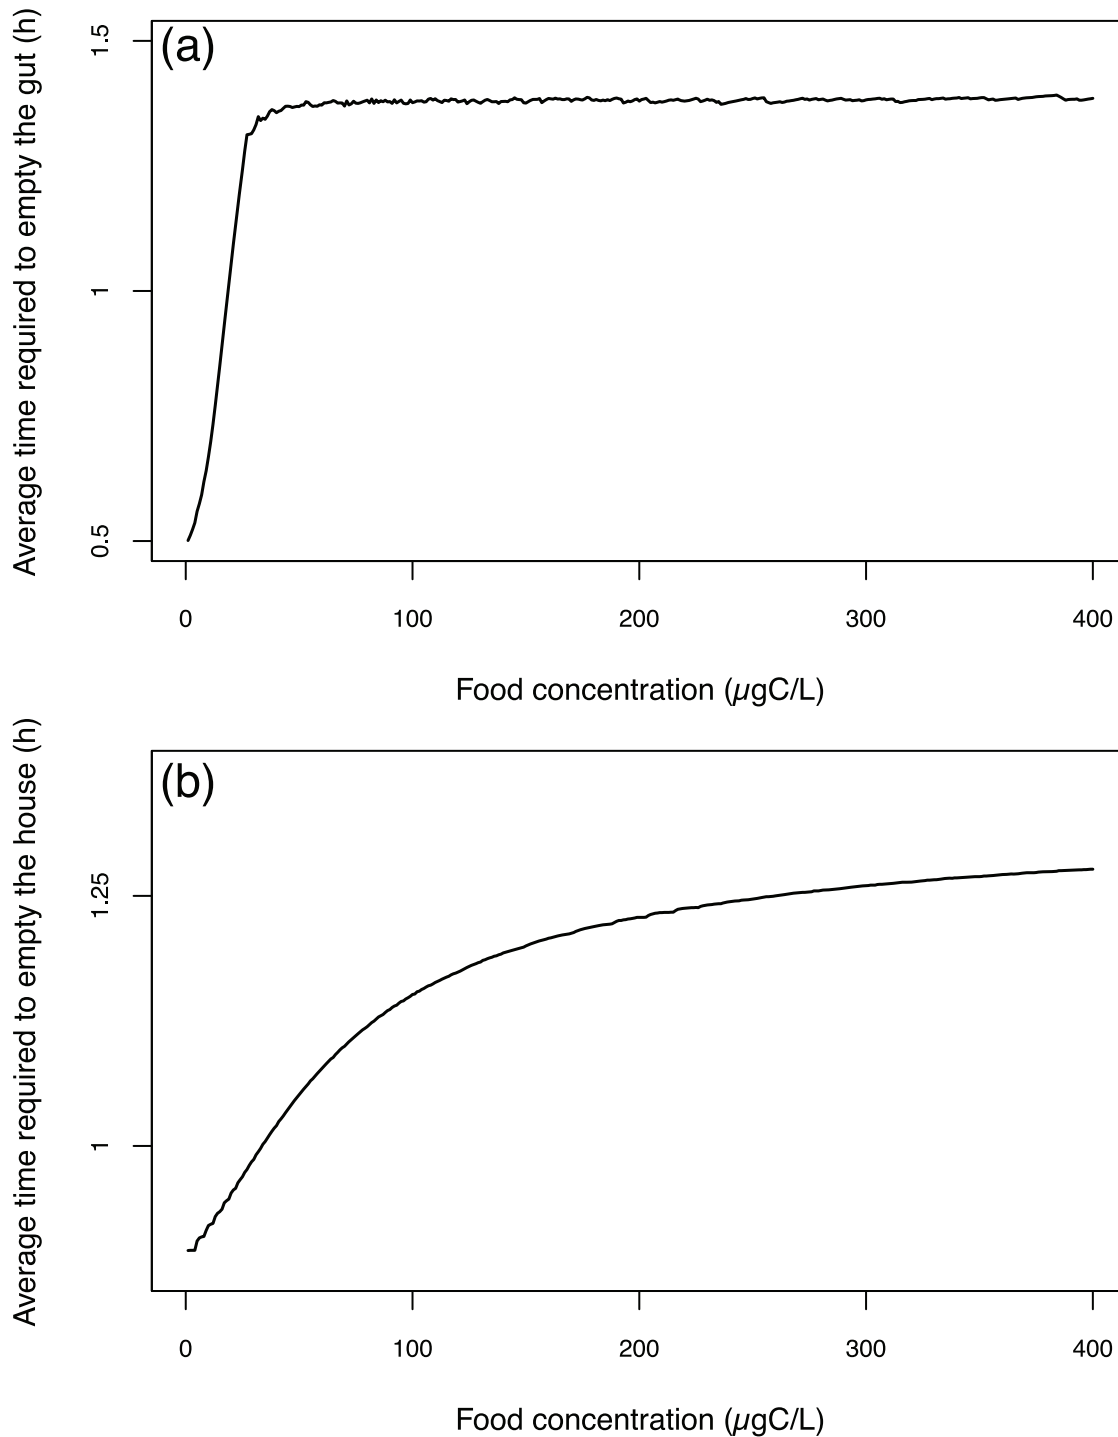 (a)
Average time required to empty the gut (h)
1.5
1
0.5
0 100 200 300 400
Food concentration (µgC/L)
(b)
Average time required to empty the house (h)
1.25
1
0 100 200 300 400
Food concentration (µgC/L)